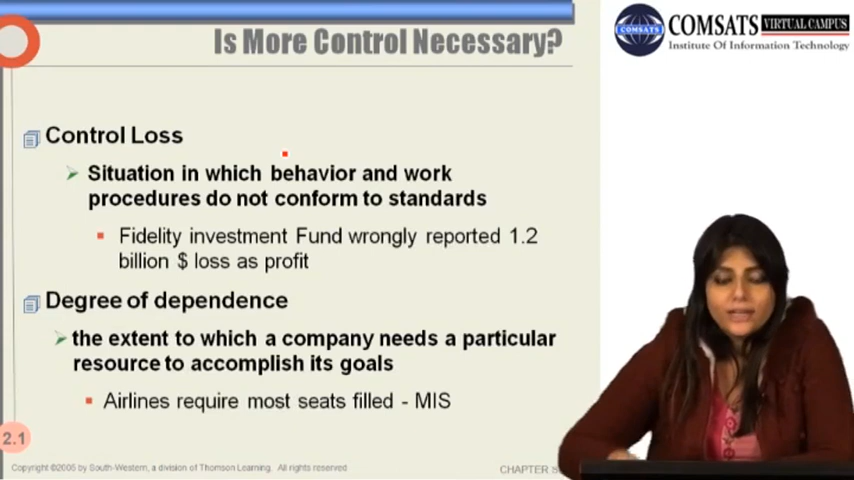 Is More Control Necessary?
COMSATS VIRTUAL CAMPUS
Institute Of Information Technology
COMSATS
Control Loss
Situation in which behavior and work
procedures do not conform to standards
Fidelity investment Fund wrongly reported 1.2
billion $ loss as profit
Degree of dependence
the extent to which a company needs a particular
resource to accomplish its goals
Airlines require most seats filled - MIS
2.1
Copyright ©2005 by South-Western, a division of Thomson Learning. All rights reserved
CHAPTER